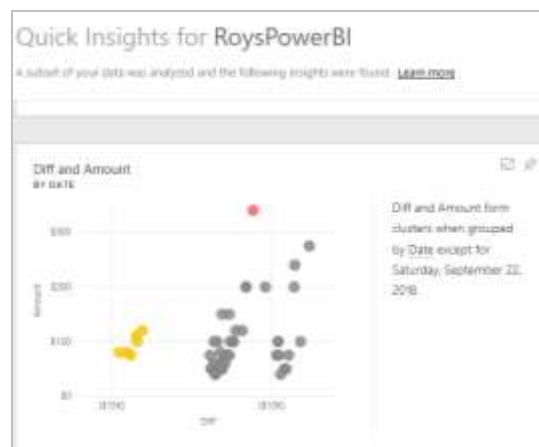 Quick Insights for RoysPowerBI
A subset of your data was analyzed and the following insights were found. Learn more
Diff and Amount
BY DATE
Diff and Amount form
clusters when grouped
by Date except for
Saturday, September 22,
2018
Amount
$200
$100
$0
Diff